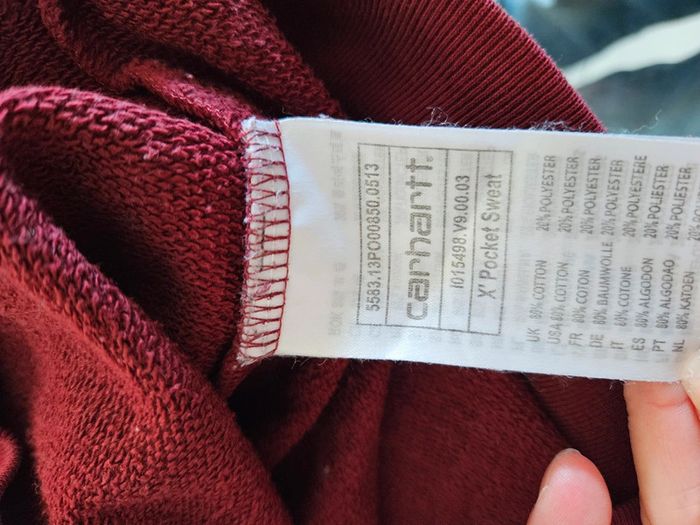 5583.13PO00850.0513
carhartt.
I015498.V9.00.03
X' Pocket Sweat
UK 80% COTTON 20% POLYESTER
USA 80% COTTON 20% POLYESTER
FR 80% COTON 20% POLYESTER
DE 80% BAUMWOLLE 20% POLYESTER
IT 80% COTONE 20% POLIESTERE
ES 80% ALGODON 20% POLIESTER
PT 80% ALGODAO 20% POLIESTER
NL 80% KATOEN 20% POLYESTER